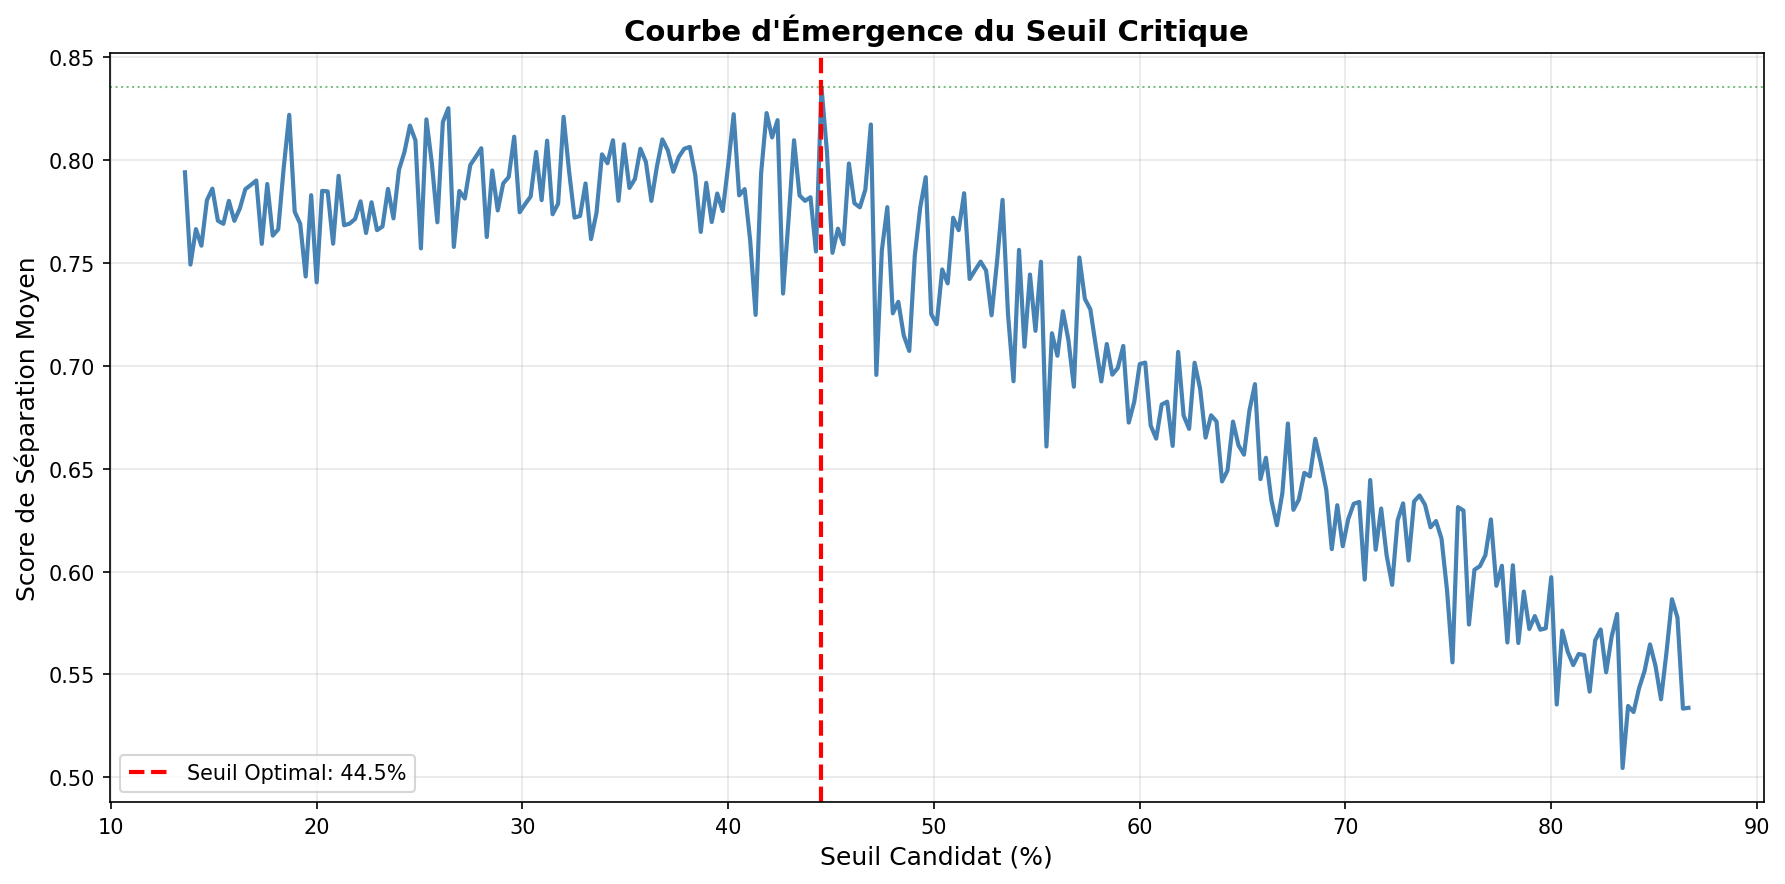 Courbe d'Émergence du Seuil Critique
Score de Séparation Moyen
0.85
0.80
0.75
0.70
0.65
0.60
0.55
0.50
Seuil Optimal: 44.5%
10 20 30 40 50 60 70 80 90
Seuil Candidat (%)